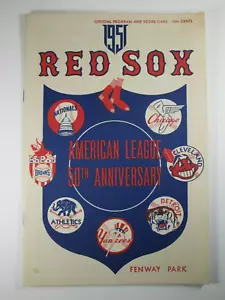 OFFICIAL PROGRAM AND SCORE CARD - TEN CENTS
1951
RED SOX
NATIONALS
Chicago
AMERICAN LEAGUE
50TH ANNIVERSARY
BROWNS
CLEVELAND
ATHLETICS
Yankees
DETROIT
FENWAY PARK